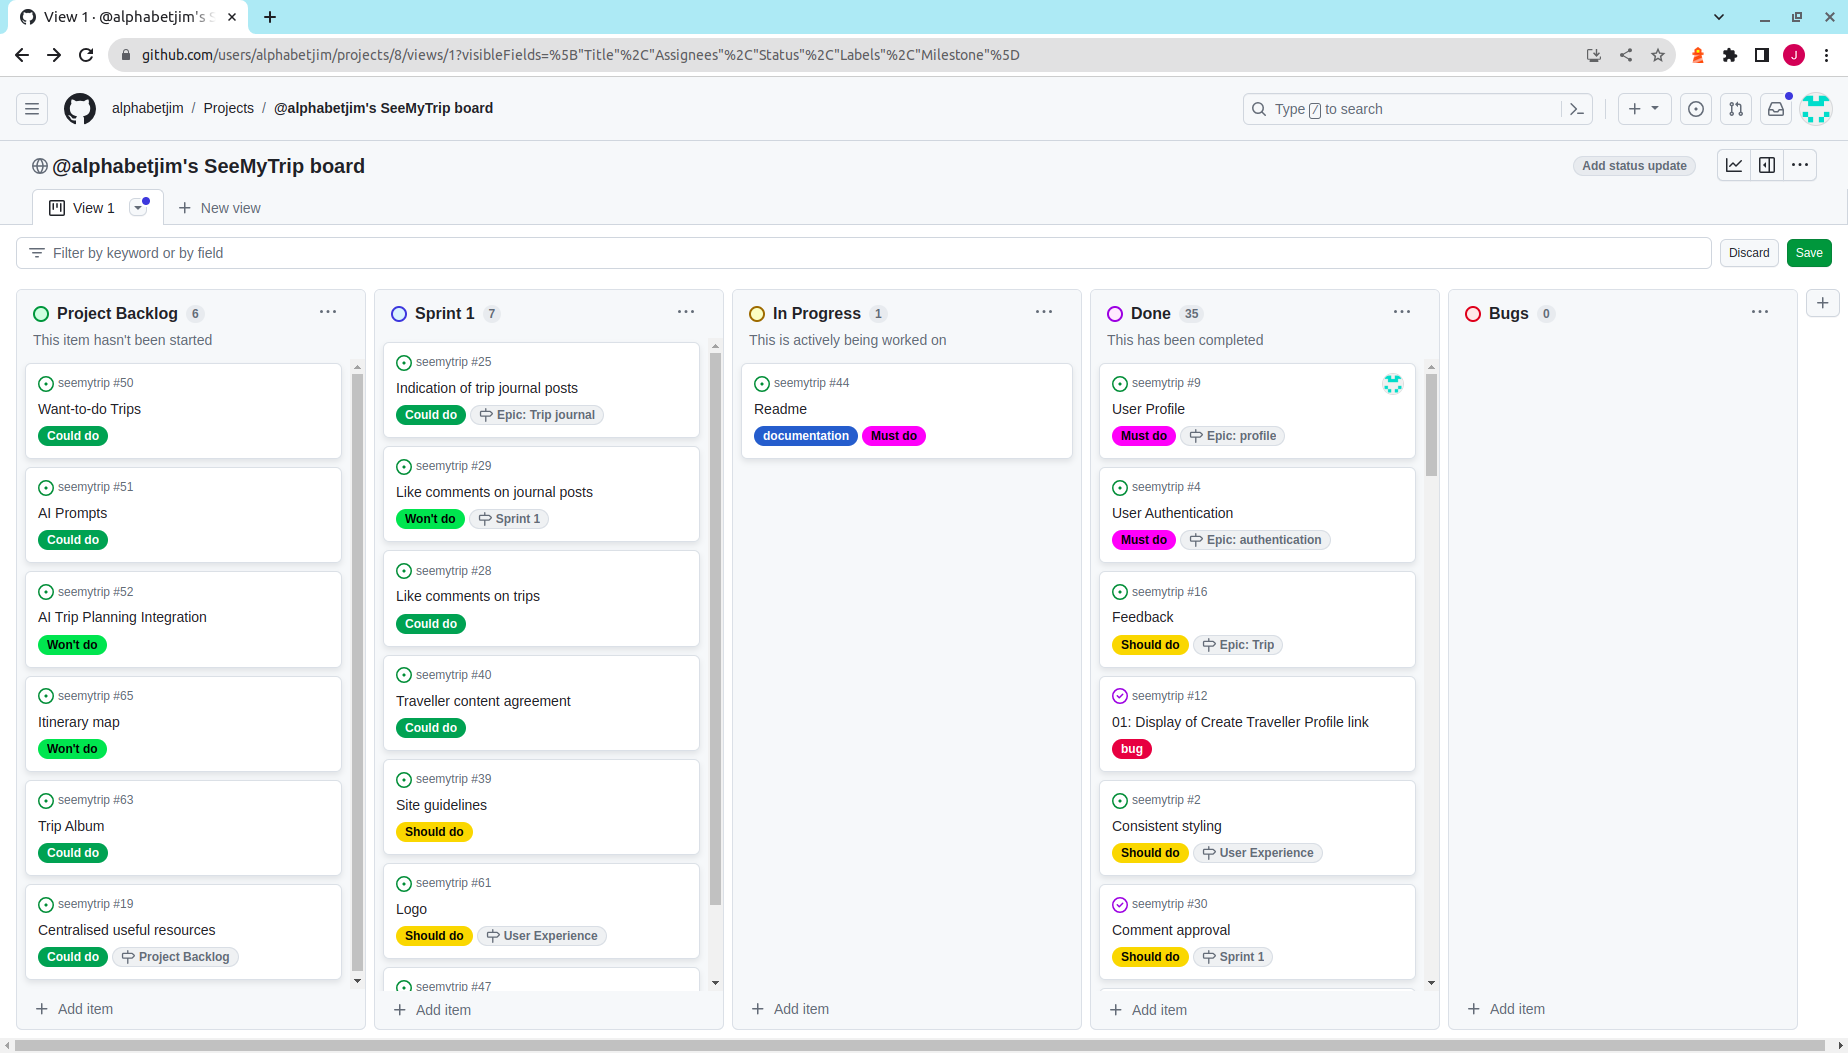 View 1 · @alphabetjim's S
github.com/users/alphabetjim/projects/8/views/1?visibleFields=%5B"Title"%2C"Assignees"%2C"Status"%2C"Labels"%2C"Milestone"%5D
J
alphabetjim / Projects / @alphabetjim's SeeMyTrip board
Type / to search
@alphabetjim's SeeMyTrip board
Add status update
View 1
New view
Filter by keyword or by field
Discard
Save
Project Backlog 6
This item hasn't been started
seemytrip #50
Want-to-do Trips
Could do
seemytrip #51
AI Prompts
Could do
seemytrip #52
AI Trip Planning Integration
Won't do
seemytrip #65
Itinerary map
Won't do
seemytrip #63
Trip Album
Could do
seemytrip #19
Centralised useful resources
Could do Project Backlog
Add item
Sprint 1 7
seemytrip #25
Indication of trip journal posts
Could do Epic: Trip journal
seemytrip #29
Like comments on journal posts
Won't do Sprint 1
seemytrip #28
Like comments on trips
Could do
seemytrip #40
Traveller content agreement
Could do
seemytrip #39
Site guidelines
Should do
seemytrip #61
Logo
Should do User Experience
seemytrip #47
Add item
In Progress 1
This is actively being worked on
seemytrip #44
Readme
documentation Must do
Add item
Done 35
This has been completed
seemytrip #9
User Profile
Must do Epic: profile
seemytrip #4
User Authentication
Must do Epic: authentication
seemytrip #16
Feedback
Should do Epic: Trip
seemytrip #12
01: Display of Create Traveller Profile link
bug
seemytrip #2
Consistent styling
Should do User Experience
seemytrip #30
Comment approval
Should do Sprint 1
Add item
Bugs 0
Add item